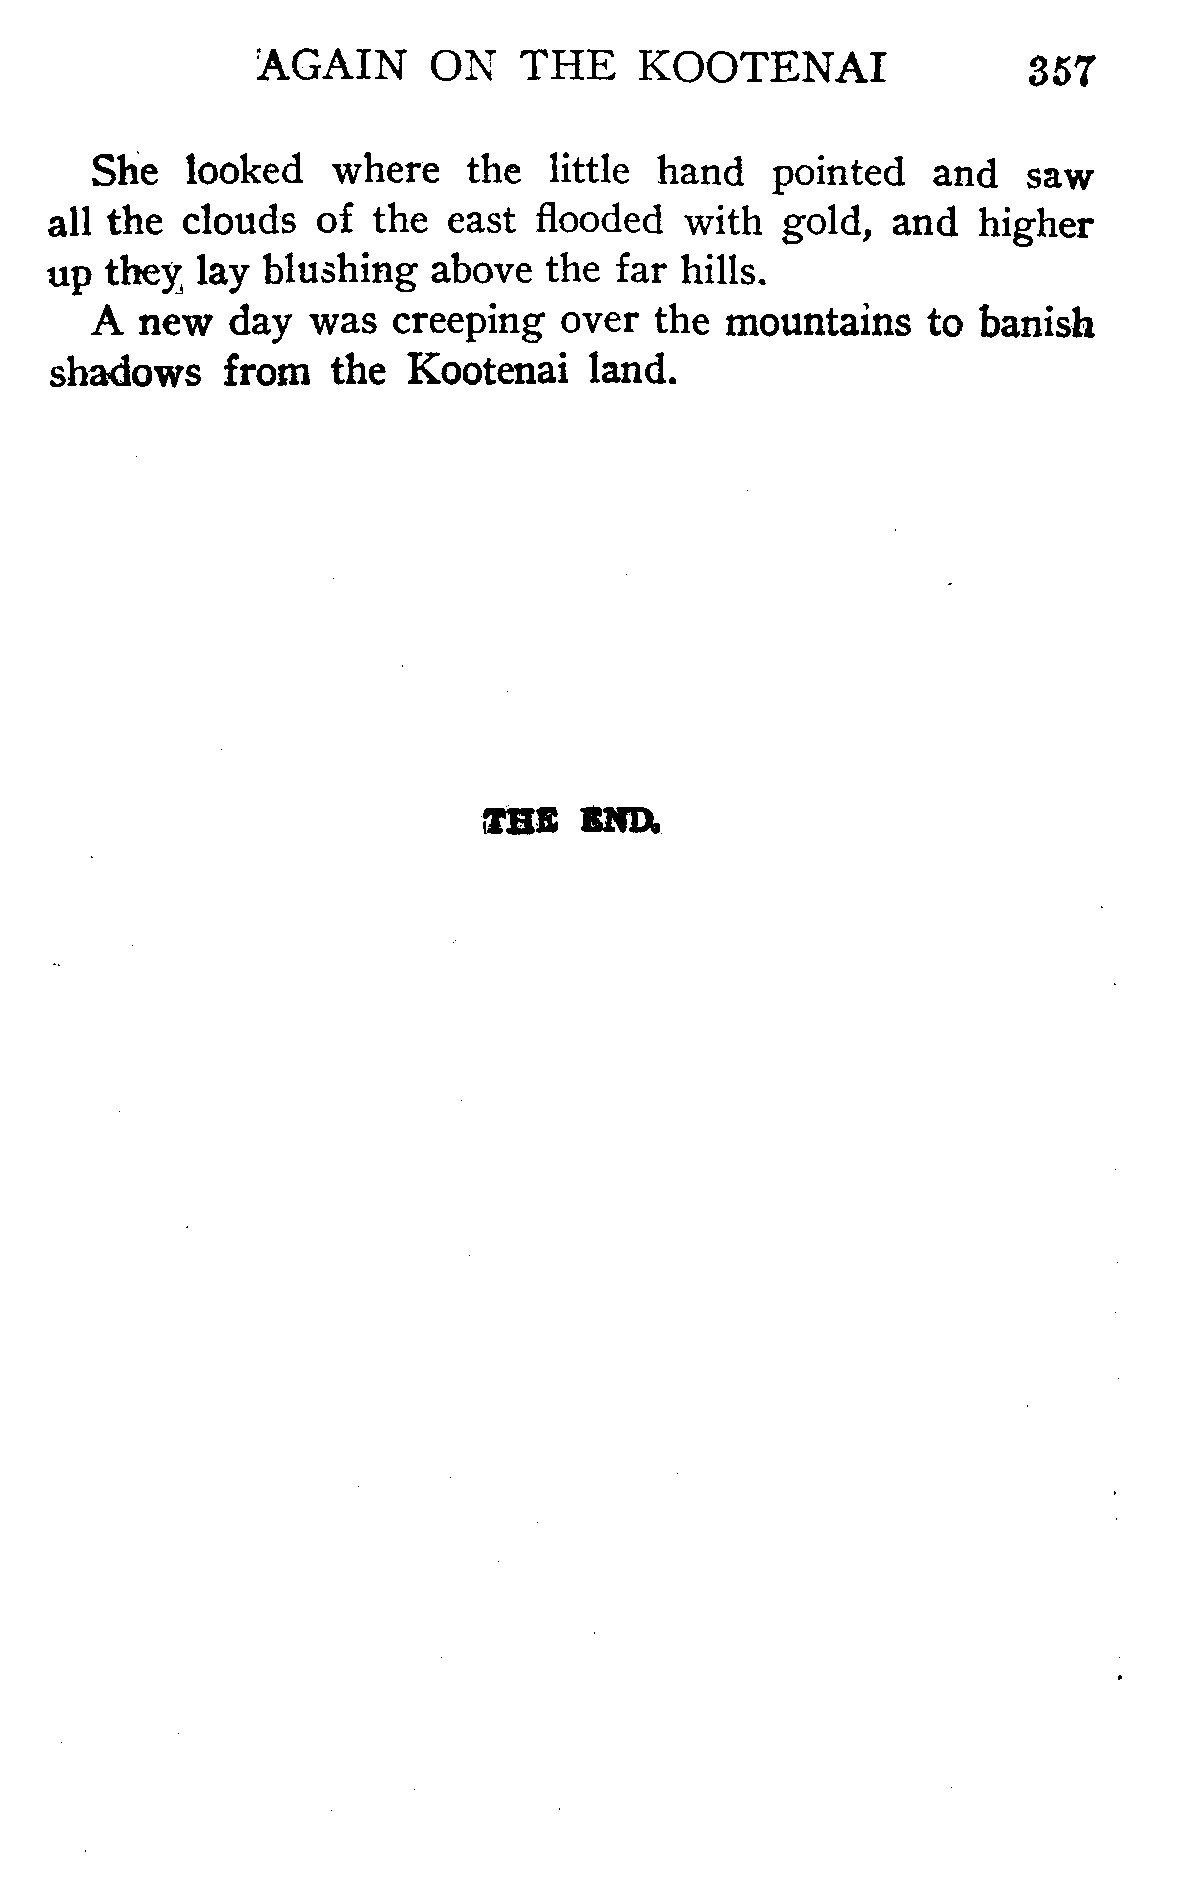 AGAIN ON THE KOOTENAI 357
She looked where the little hand pointed and saw
all the clouds of the east flooded with gold, and higher
up they lay blushing above the far hills.
A new day was creeping over the mountains to banish
shadows from the Kootenai land.
THE END.